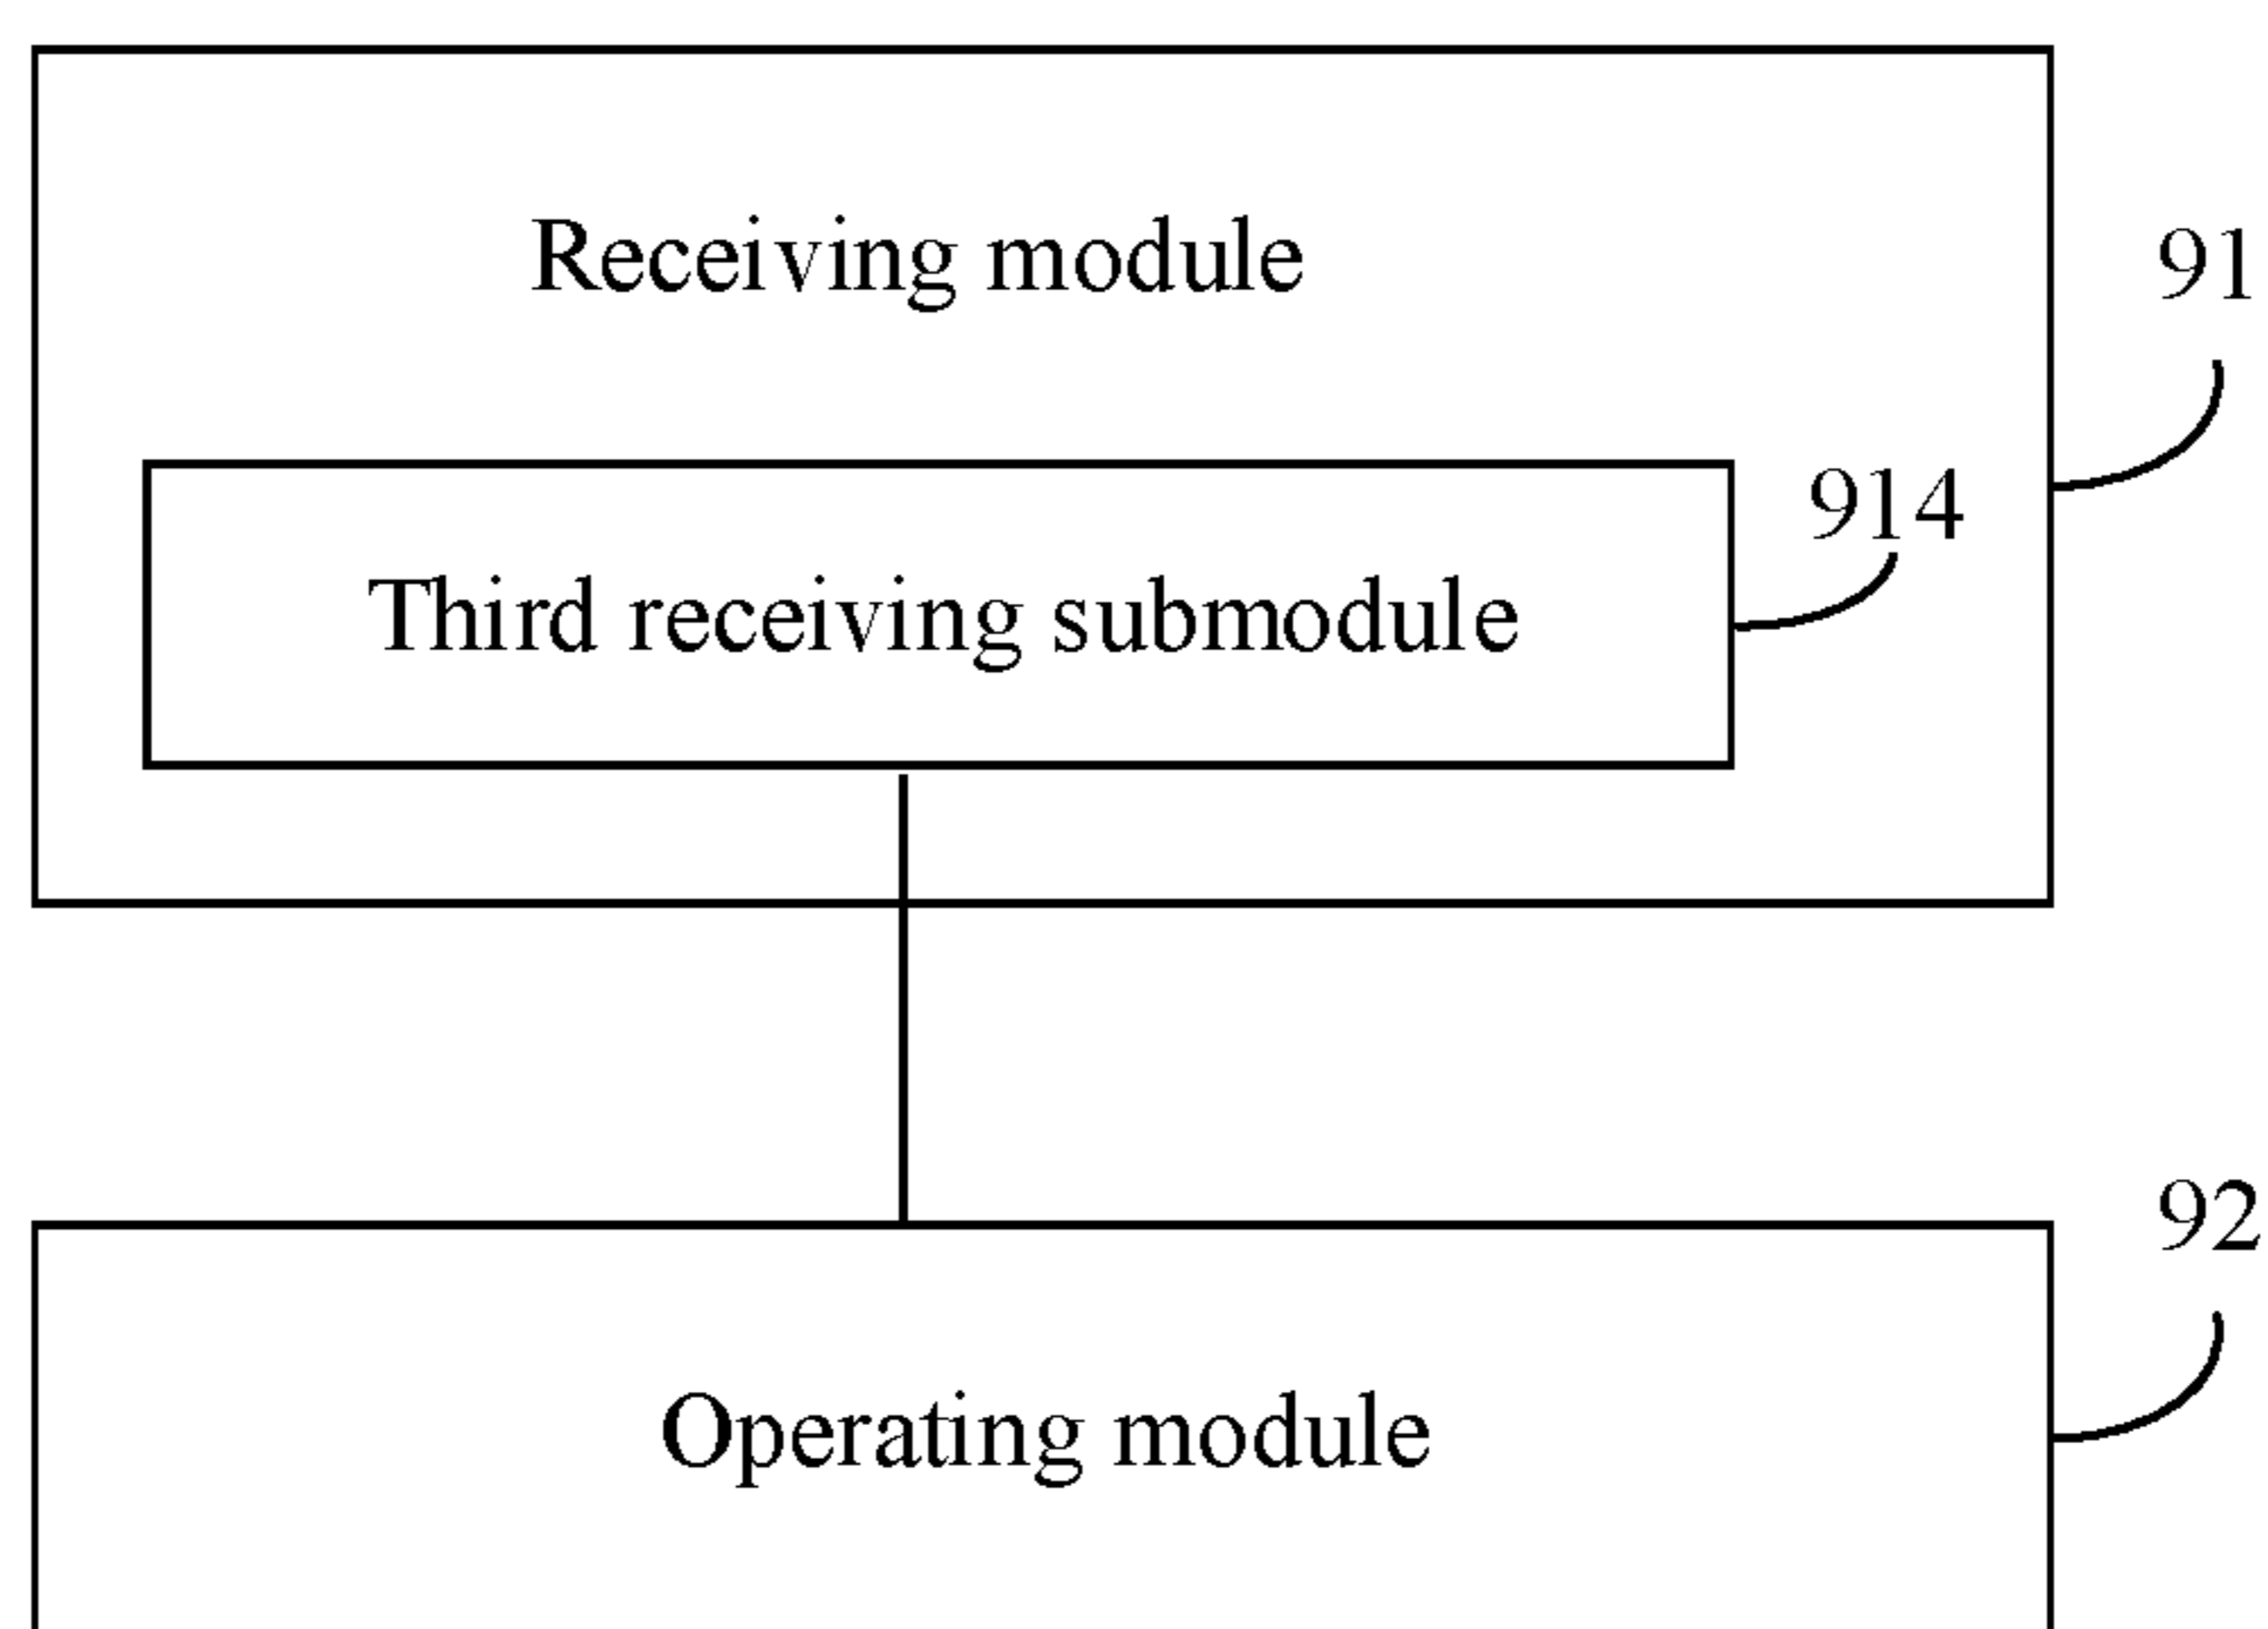 Receiving module
91
914
Third receiving submodule
92
Operating module